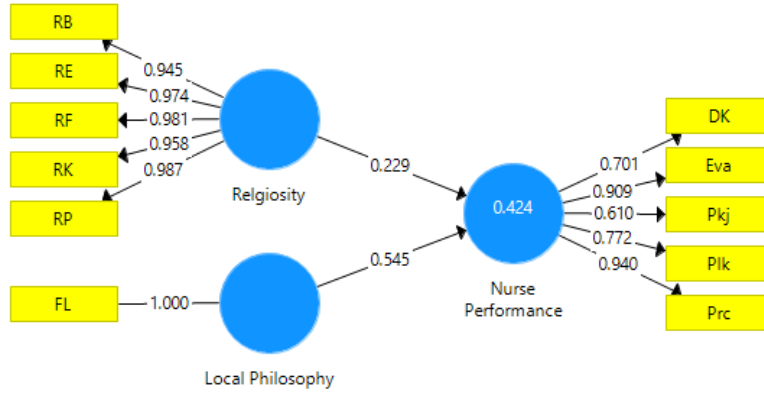 RB
RE
RF
RK
RP
0.945
0.974
0.981
0.958
0.987
Relgiosity
0.229
FL
1.000
Local Philosophy
0.545
0.424
Nurse
Performance
0.701
0.909
0.610
0.772
0.940
DK
Eva
Pkj
Plk
Prc